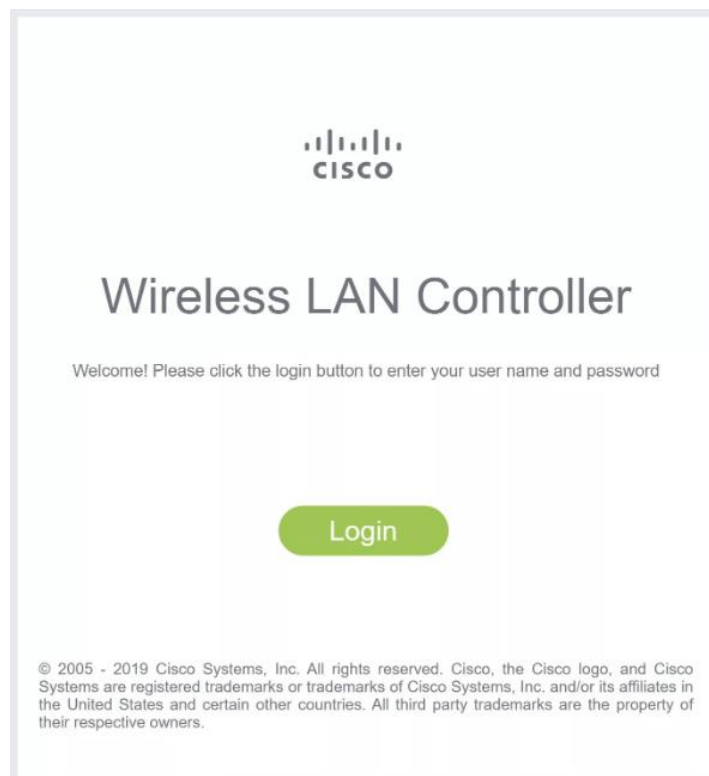 CISCO
Wireless LAN Controller
Welcome! Please click the login button to enter your user name and password
Login
© 2005 - 2019 Cisco Systems, Inc. All rights reserved. Cisco, the Cisco logo, and Cisco
Systems are registered trademarks or trademarks of Cisco Systems, Inc. and/or its affiliates in
the United States and certain other countries. All third party trademarks are the property of
their respective owners.